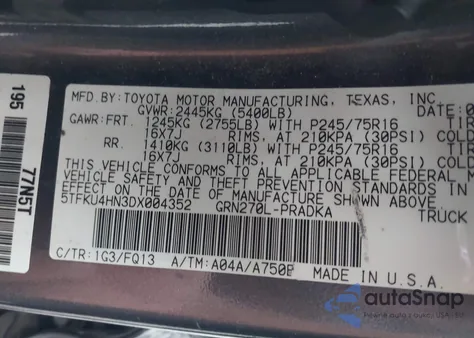 MFD.BY: TOYOTA MOTOR MANUFACTURING, TEXAS, INC.
GVWR: 2445KG (5400LB)
GAWR: FRT. 1245KG (2755LB) WITH P245/75R16
16X7J RIMS, AT 210KPA (30PSI)
RR. 1410KG (3110LB) WITH P245/75R16
16X7J RIMS, AT 210KPA (30PSI)
THIS VEHICLE CONFORMS TO ALL APPLICABLE FEDERAL
SAFETY, BUMPER, AND THEFT PREVENTION STANDARDS IN
EFFECT ON THE DATE OF MANUFACTURE SHOWN ABOVE.
5TFKU4HN3DX004352 GRN270L-PRADKA TRUCK
C/TR: 1G3/FQ13 A/TM: A04A/A750F MADE IN U.S.A.
195 77N5T
autoSnap